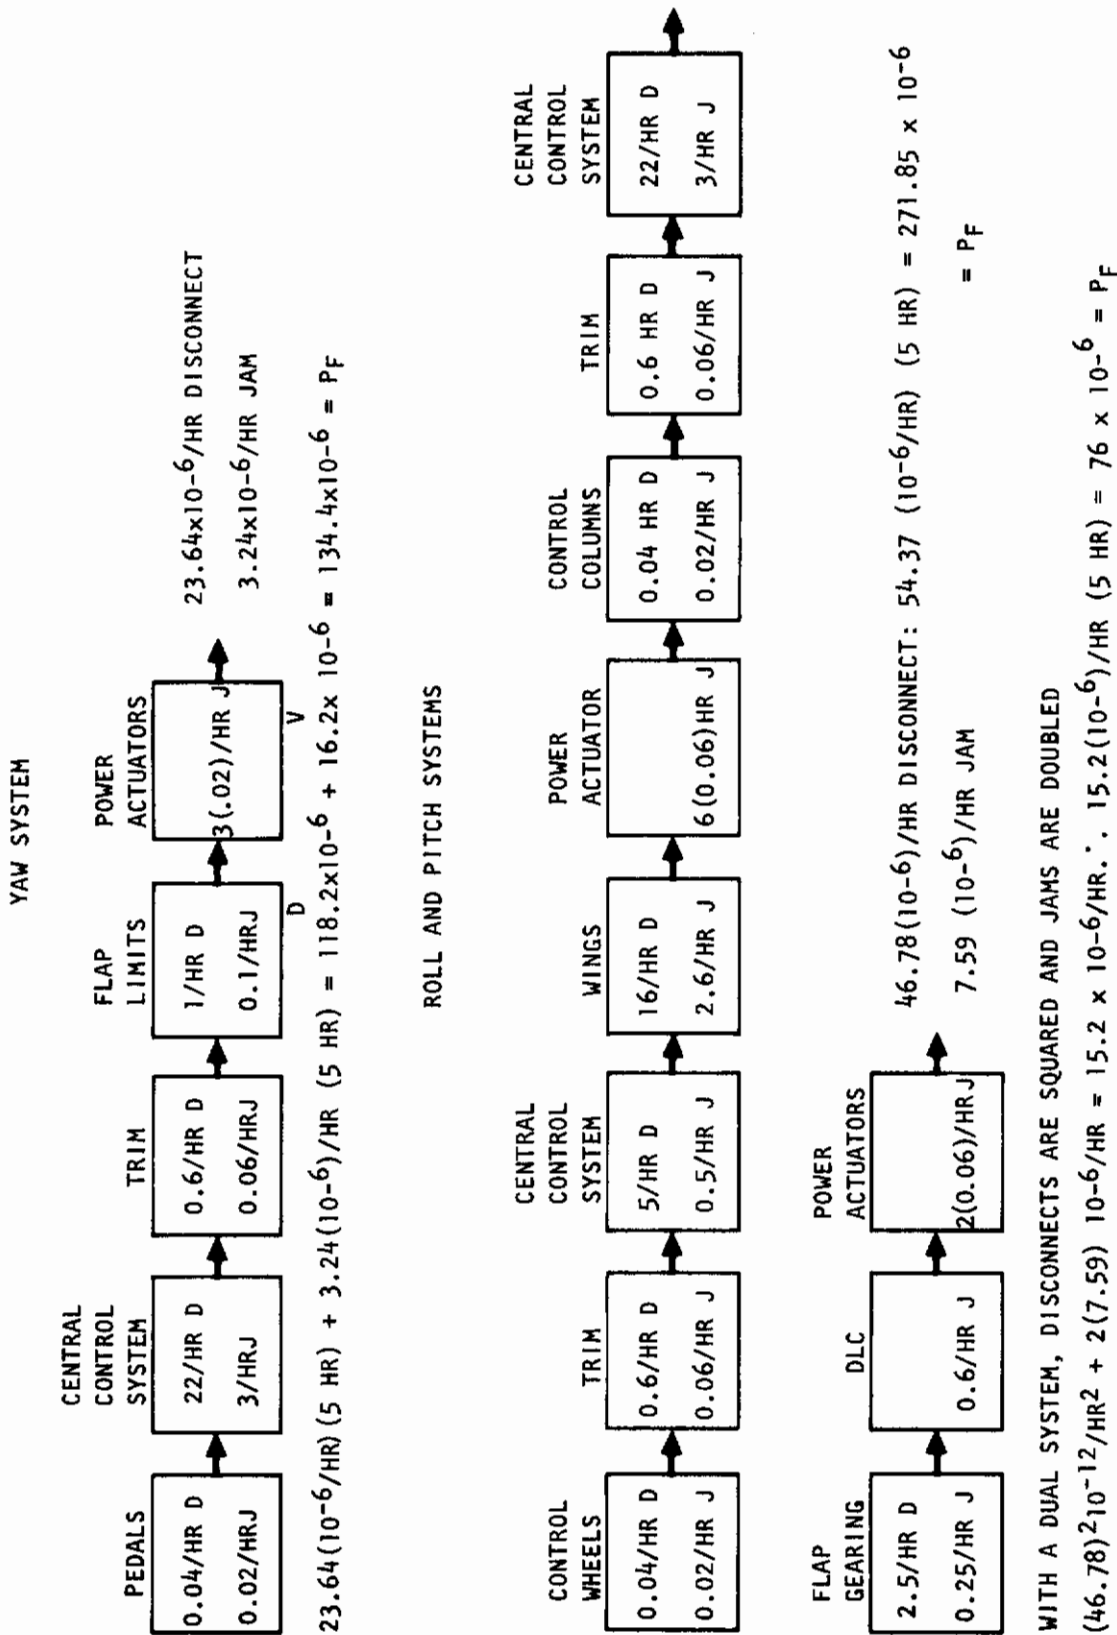 YAW SYSTEM
PEDALS
0.04/HR D
0.02/HRJ
CENTRAL
CONTROL
SYSTEM
22/HR D
3/HRJ
TRIM
0.6/HR D
0.06/HRJ
FLAP
LIMITS
1/HR D
0.1/HRJ
POWER
ACTUATORS
3(.02)/HR J
23.64x10-6/HR DISCONNECT
3.24x10-6/HR JAM
D V
23.64(10-6/HR)(5 HR) + 3.24(10-6)/HR (5 HR) = 118.2x10-6 + 16.2x 10-6 = 134.4x10-6 = PF
ROLL AND PITCH SYSTEMS
CONTROL
WHEELS
0.04/HR D
0.02/HR J
TRIM
0.6/HR D
0.06/HR J
CENTRAL
CONTROL
SYSTEM
5/HR D
0.5/HR J
WINGS
16/HR D
2.6/HR J
POWER
ACTUATOR
6(0.06)HR J
CONTROL
COLUMNS
0.04 HR D
0.02/HR J
TRIM
0.6 HR D
0.06/HR J
CENTRAL
CONTROL
SYSTEM
22/HR D
3/HR J
FLAP
GEARING
2.5/HR D
0.25/HR J
DLC
0.6/HR J
POWER
ACTUATORS
2(0.06)/HRJ
46.78(10-6)/HR DISCONNECT: 54.37 (10-6/HR) (5 HR) = 271.85 x 10-6
7.59 (10-6)/HR JAM = PF
WITH A DUAL SYSTEM, DISCONNECTS ARE SQUARED AND JAMS ARE DOUBLED
(46.78)2 10-12/HR2 + 2(7.59) 10-6/HR = 15.2 x 10-6/HR.∴ 15.2(10-6)/HR (5 HR) = 76 x 10-6 = PF